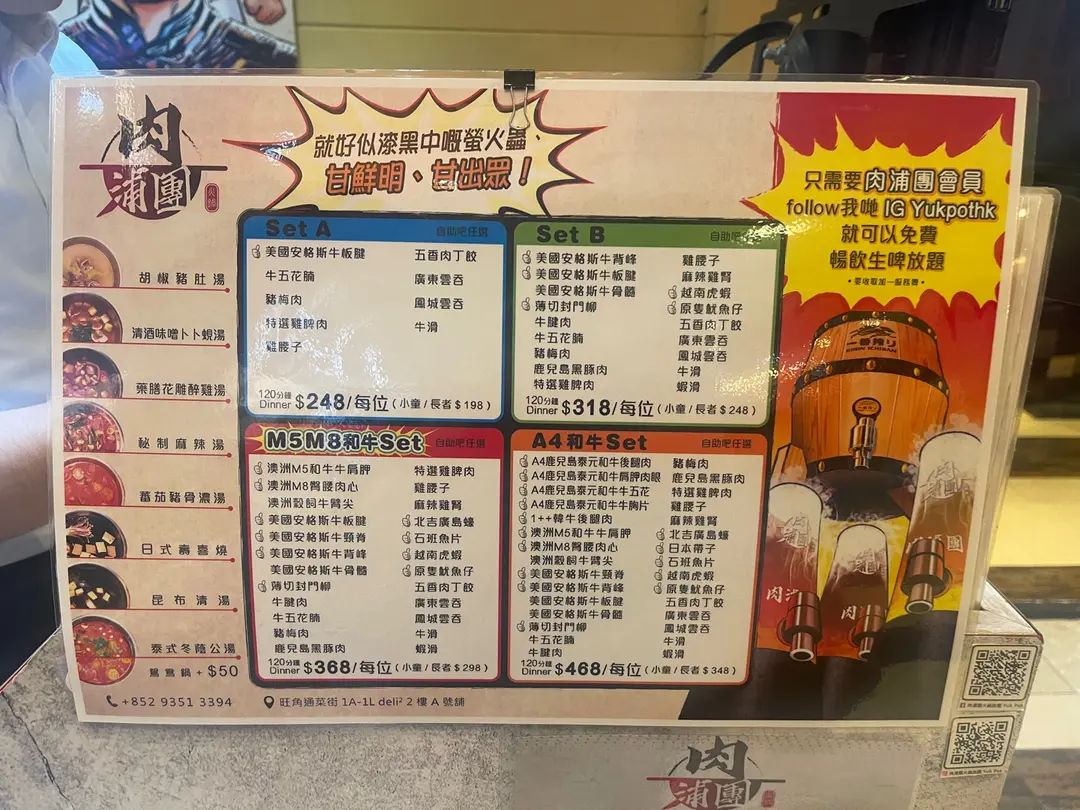 肉
浦團
火鍋
就好似漆黑中嘅螢火蟲、
甘鮮明、甘出眾！
只需要肉浦團會員
follow我哋 IG Yukpothk
就可以免費
暢飲生啤放題
• 要收取加一服務費 •
胡椒豬肚湯
清酒味噌卜卜蜆湯
藥膳花雕醉雞湯
秘制麻辣湯
蕃茄豬骨濃湯
日式壽喜燒
昆布清湯
泰式冬蔭公湯
鴛鴦鍋 + $50
Set A 自助吧任選
美國安格斯牛板腱
牛五花腩
豬梅肉
特選雞脾肉
雞腰子
五香肉丁餃
廣東雲吞
鳳城雲吞
牛滑
120分鐘
Dinner $248/每位 (小童/長者$198)
Set B 自助吧
美國安格斯牛背峰
美國安格斯牛板腱
美國安格斯牛骨髓
薄切封門柳
牛腱肉
牛五花腩
豬梅肉
鹿兒島黑豚肉
特選雞脾肉
雞腰子
麻辣雞腎
越南虎蝦
原隻魷魚仔
五香肉丁餃
廣東雲吞
鳳城雲吞
牛滑
蝦滑
120分鐘
Dinner $318/每位 (小童/長者$248)
M5M8和牛Set 自助吧任選
澳洲M5和牛牛肩胛
澳洲M8臀腰肉心
澳洲穀飼牛臂尖
美國安格斯牛板腱
美國安格斯牛頸脊
美國安格斯牛背峰
美國安格斯牛骨髓
薄切封門柳
牛腱肉
牛五花腩
豬梅肉
鹿兒島黑豚肉
特選雞脾肉
雞腰子
麻辣雞腎
北吉廣島蠔
石班魚片
越南虎蝦
原隻魷魚仔
五香肉丁餃
廣東雲吞
鳳城雲吞
牛滑
蝦滑
120分鐘
Dinner $368/每位 (小童/長者$298)
A4和牛Set 自助吧任選
A4鹿兒島泰元和牛後腿肉
A4鹿兒島泰元和牛肩胛肉眼
A4鹿兒島泰元和牛牛五花
A4鹿兒島泰元和牛牛胸片
1++韓牛後腿肉
澳洲M5和牛牛肩胛
澳洲M8臀腰肉心
澳洲穀飼牛臂尖
美國安格斯牛頸脊
美國安格斯牛背峰
美國安格斯牛板腱
美國安格斯牛骨髓
薄切封門柳
牛五花腩
牛腱肉
豬梅肉
鹿兒島黑豚肉
特選雞脾肉
雞腰子
麻辣雞腎
北吉廣島蠔
日本帶子
石班魚片
越南虎蝦
原隻魷魚仔
五香肉丁餃
廣東雲吞
鳳城雲吞
牛滑
蝦滑
120分鐘
Dinner $468/每位 (小童/長者$348)
一番搾り
KIRIN ICHIBAN
+852 9351 3394
旺角通菜街 1A-1L deli² 2 樓 A 號舖
肉
浦團